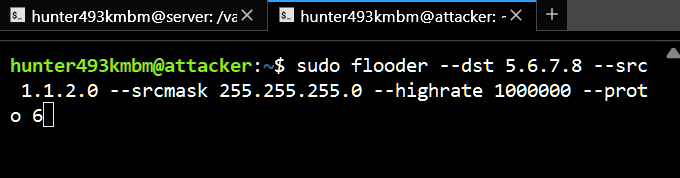 hunter493kmbm@server: /va
hunter493kmbm@attacker: ~
hunter493kmbm@attacker:~$ sudo flooder --dst 5.6.7.8 --src
1.1.2.0 --srcmask 255.255.255.0 --highrate 1000000 --prot
o 6